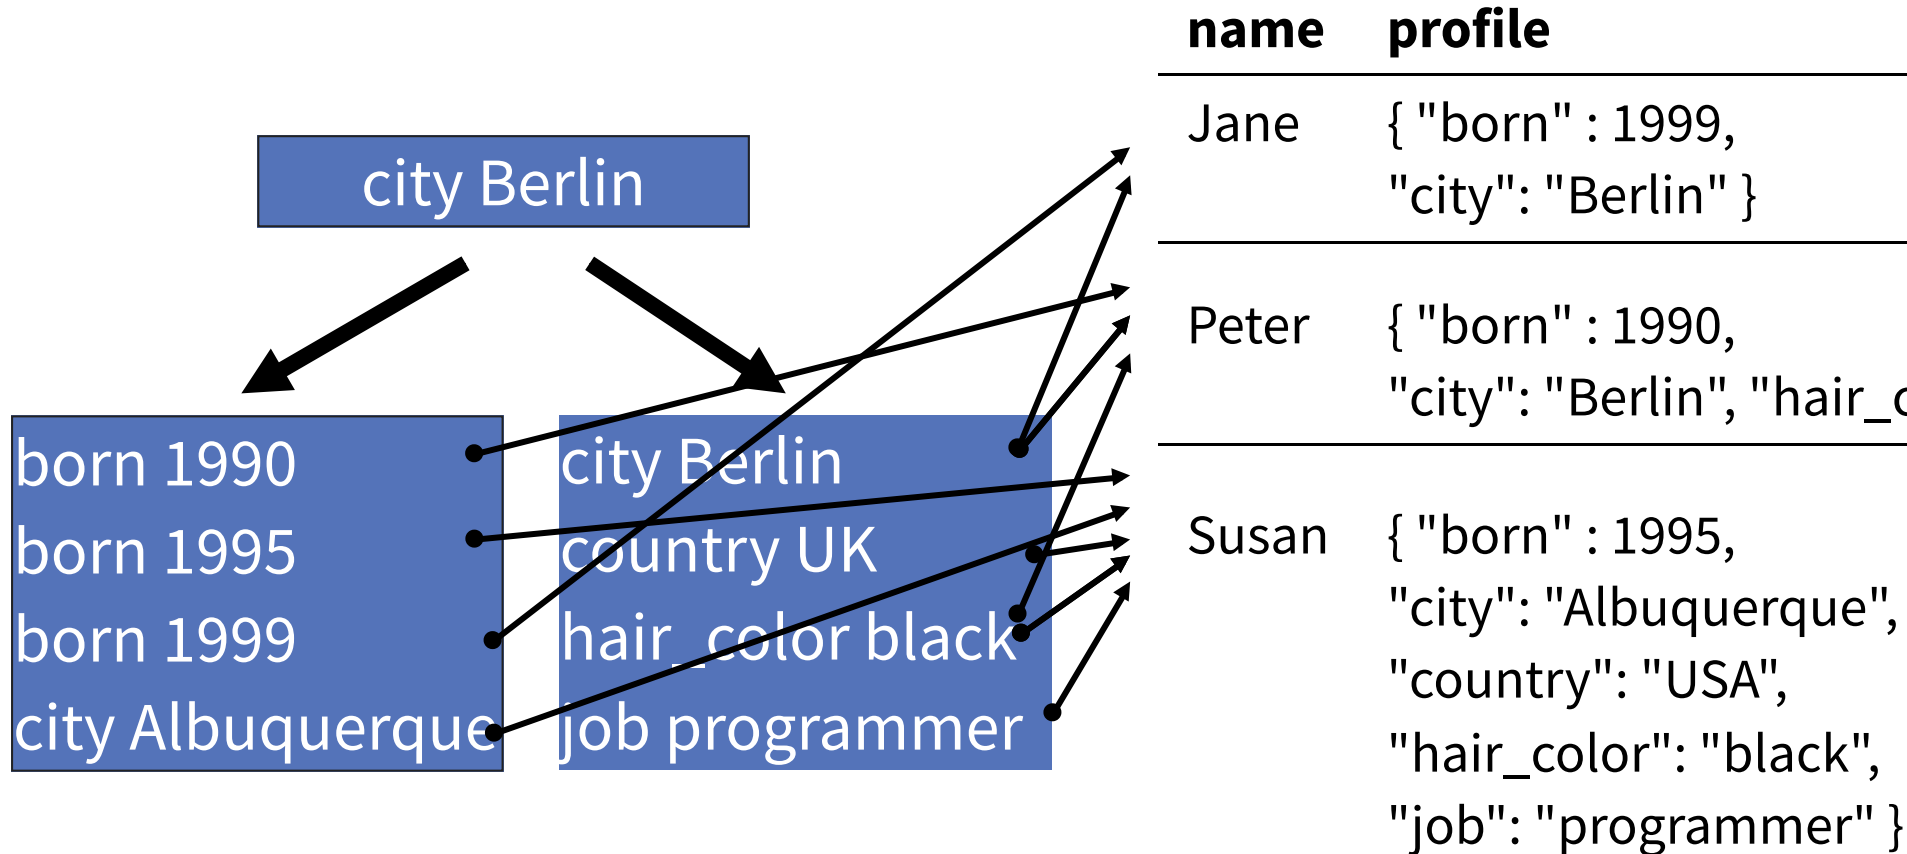 city Berlin
born 1990
born 1995
born 1999
city Albuquerque
city Berlin
country UK
hair_color black
job programmer
name profile
Jane { "born" : 1999,
"city": "Berlin" }
Peter { "born" : 1990,
"city": "Berlin", "hair_c
Susan { "born" : 1995,
"city": "Albuquerque",
"country": "USA",
"hair_color": "black",
"job": "programmer" }